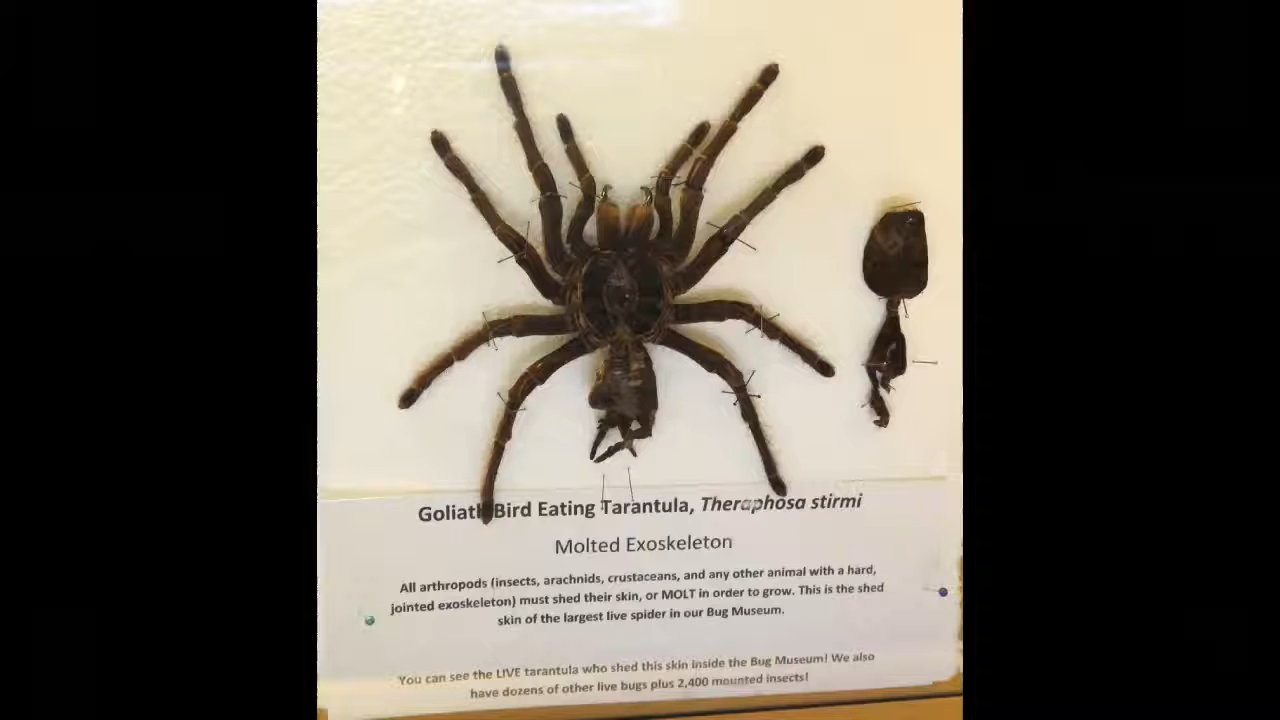 Goliath Bird Eating Tarantula, Theraphosa stirmi
Molted Exoskeleton
All arthropods (insects, arachnids, crustaceans, and any other animal with a hard,
jointed exoskeleton) must shed their skin, or MOLT in order to grow. This is the shed
skin of the largest live spider in our Bug Museum.
You can see the LIVE tarantula who shed this skin inside the Bug Museum! We also
have dozens of other live bugs plus 2,400 mounted insects!